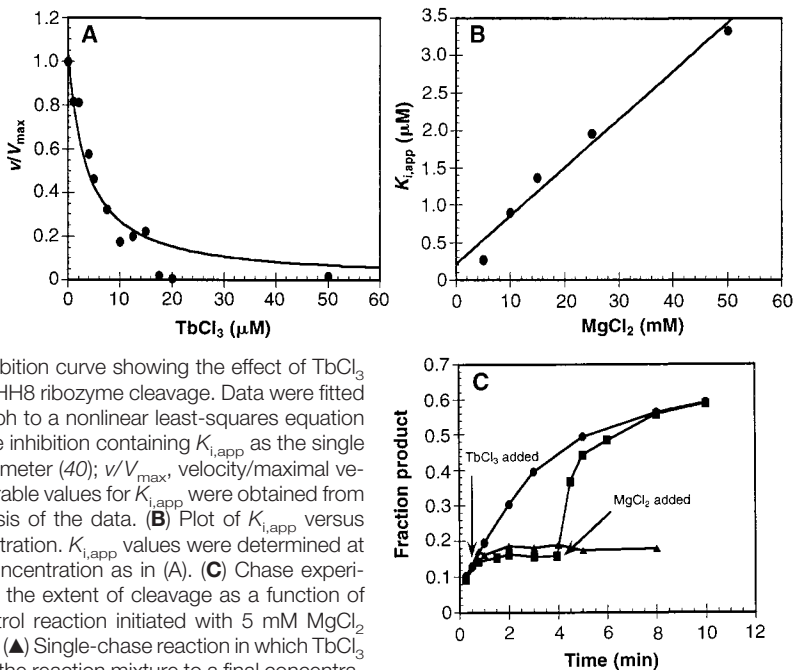 A
1.2
1.0
0.8
0.6
0.4
0.2
0
v/Vmax
0 10 20 30 40 50 60
TbCl3 (μM)
B
3.5
3.0
2.5
2.0
1.5
1.0
0.5
0
Ki,app (μM)
0 10 20 30 40 50 60
MgCl2 (mM)
bition curve showing the effect of TbCl3
HH8 ribozyme cleavage. Data were fitted
ph to a nonlinear least-squares equation
e inhibition containing Ki,app as the single
meter (40); v/Vmax, velocity/maximal ve-
rable values for Ki,app were obtained from
sis of the data. (B) Plot of Ki,app versus
tration. Ki,app values were determined at
oncentration as in (A). (C) Chase experi-
the extent of cleavage as a function of
trol reaction initiated with 5 mM MgCl2
(▲) Single-chase reaction in which TbCl3
the reaction mixture to a final concentra-
C
0.7
0.6
0.5
0.4
0.3
0.2
0.1
0
Fraction product
TbCl3 added
MgCl2 added
0 2 4 6 8 10 12
Time (min)